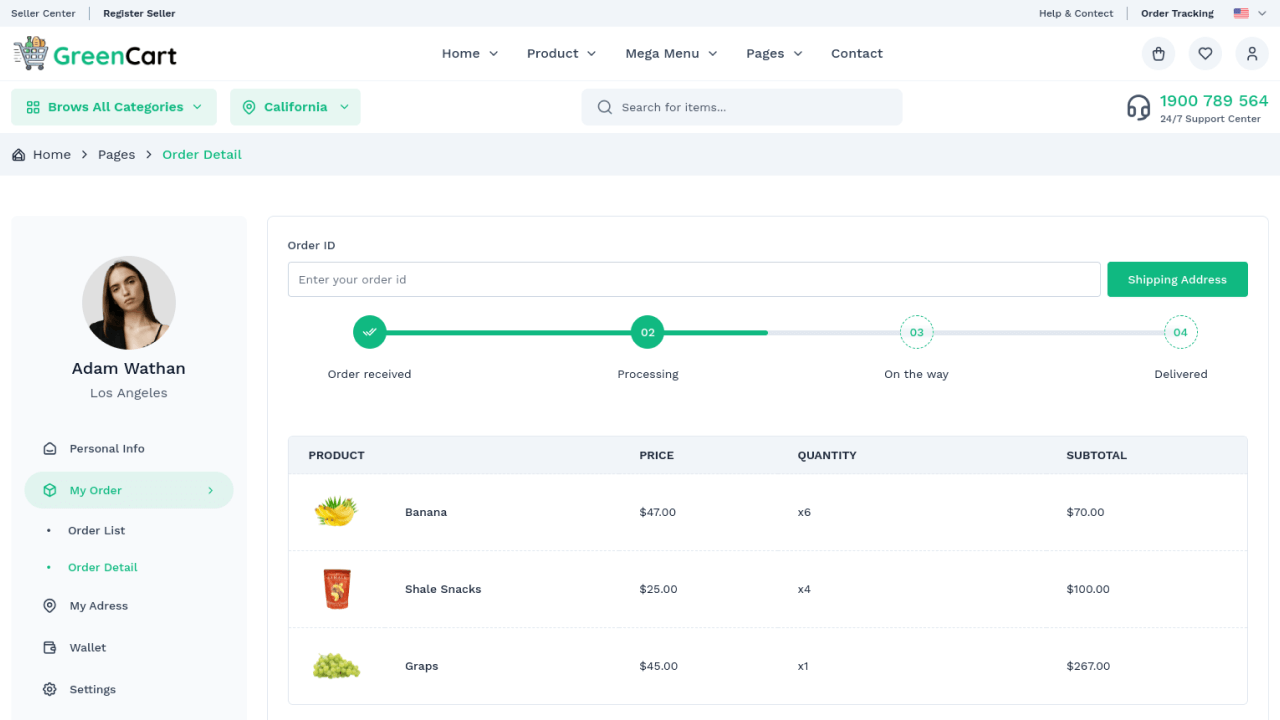 Seller Center
Register Seller
Help & Contect
Order Tracking
GreenCart
Home
Product
Mega Menu
Pages
Contact
Brows All Categories
California
Search for items...
1900 789 564
24/7 Support Center
Home
Pages
Order Detail
Adam Wathan
Los Angeles
Personal Info
My Order
Order List
Order Detail
My Adress
Wallet
Settings
Order ID
Enter your order id
Shipping Address
02
03
04
Order received
Processing
On the way
Delivered
PRODUCT PRICE QUANTITY SUBTOTAL
Banana $47.00 x6 $70.00
Shale Snacks $25.00 x4 $100.00
Graps $45.00 x1 $267.00